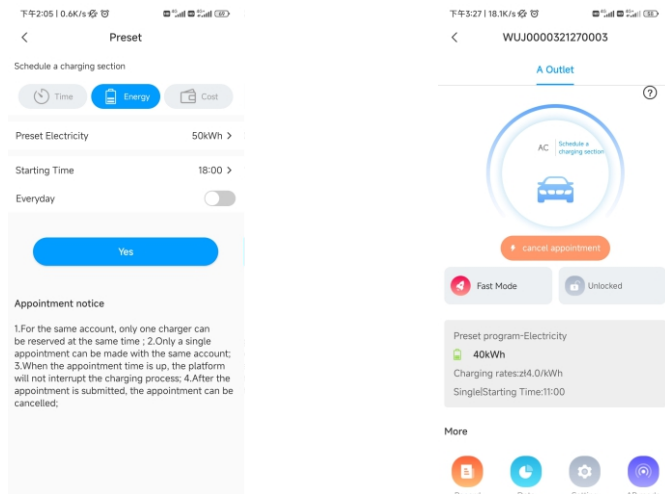 下午2:05 | 0.6K/s
Preset
Schedule a charging section
Time
Energy
Cost
Preset Electricity
50kWh >
Starting Time
18:00 >
Everyday
Yes
Appointment notice
1.For the same account, only one charger can
be reserved at the same time ; 2.Only a single
appointment can be made with the same account;
3.When the appointment time is up, the platform
will not interrupt the charging process; 4.After the
appointment is submitted, the appointment can be
cancelled;
下午3:27 | 18.1K/s
WUJ0000321270003
A Outlet
?
AC
Schedule a
charging section
cancel appointment
Fast Mode
Unlocked
Preset program-Electricity
40kWh
Charging rates:zł4.0/kWh
Single|Starting Time:11:00
More